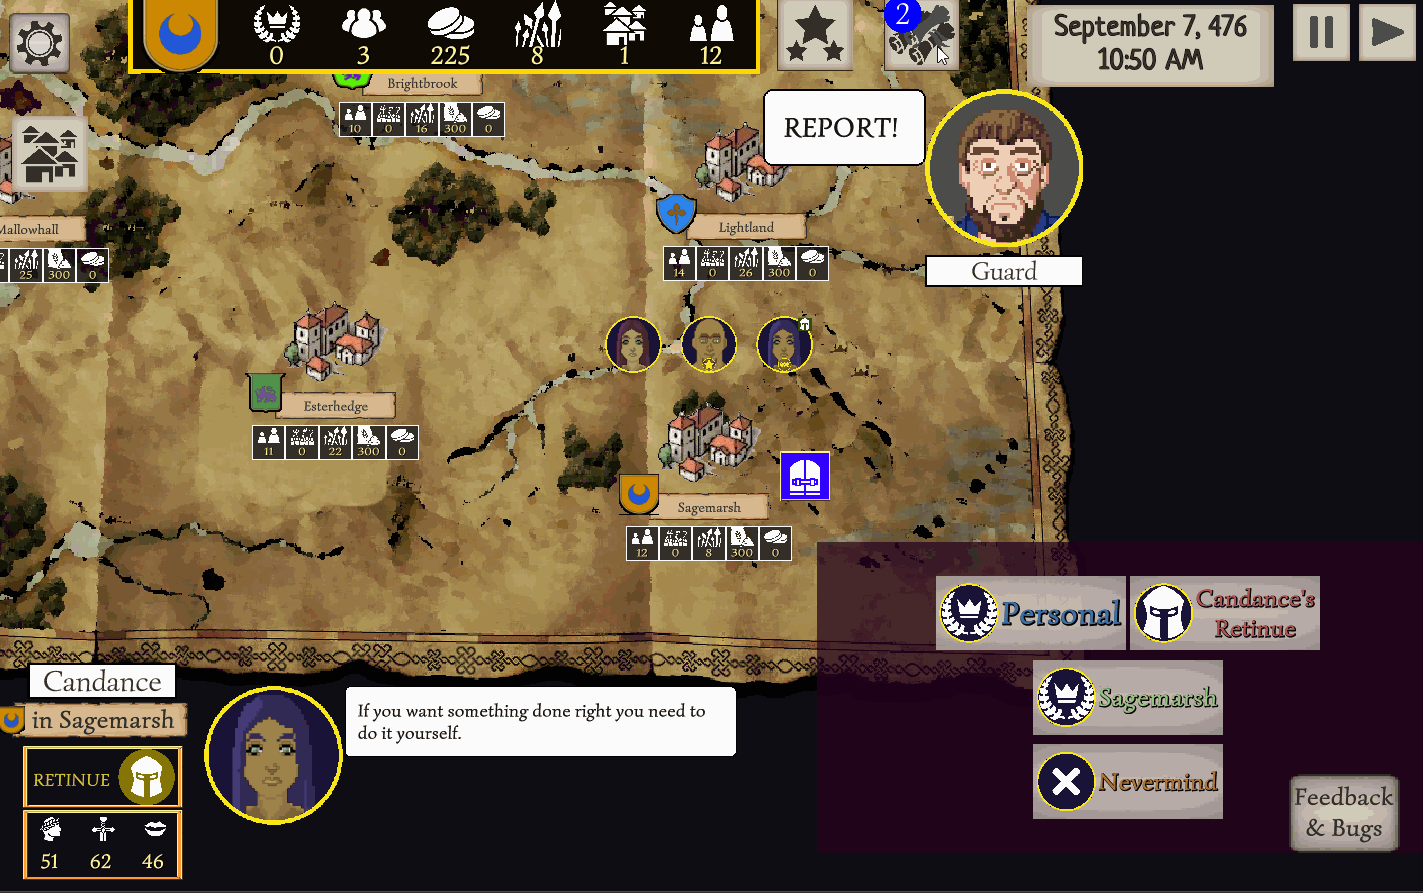 0
3
225
8
1
12
2
September 7, 476
10:50 AM
Brightbrook
10 0 16 300 0
REPORT!
Guard
Mallowhall
25 300 0
Lightland
14 0 26 300 0
Esterhedge
11 0 22 300 0
Sagemarsh
12 0 8 300 0
Personal
Candance's
Retinue
Sagemarsh
Nevermind
Feedback
& Bugs
Candance
in Sagemarsh
RETINUE
51 62 46
If you want something done right you need to
do it yourself.